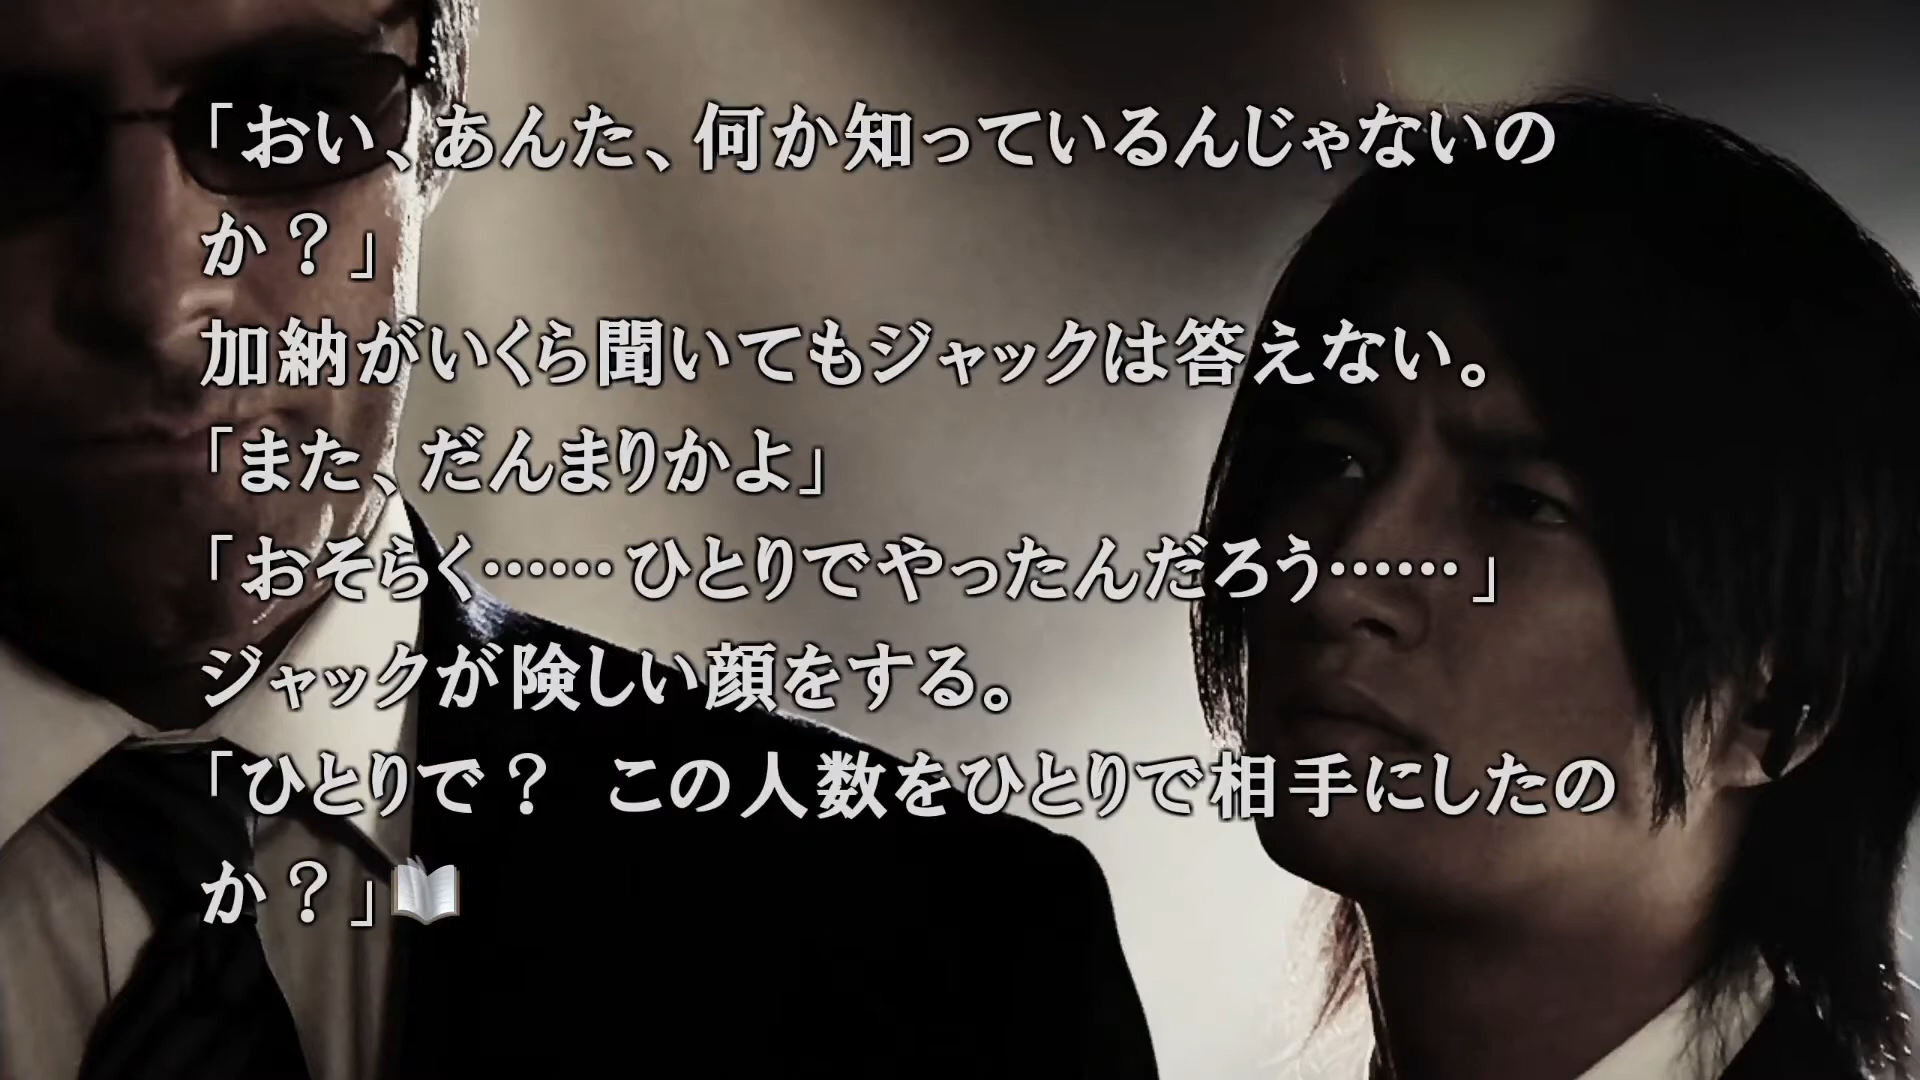 「おい、あんた、何か知っているんじゃないの
か？」
加納がいくら聞いてもジャックは答えない。
「また、だんまりかよ」
「おそらく……ひとりでやったんだろう……」
ジャックが険しい顔をする。
「ひとりで？　この人数をひとりで相手にしたの
か？」